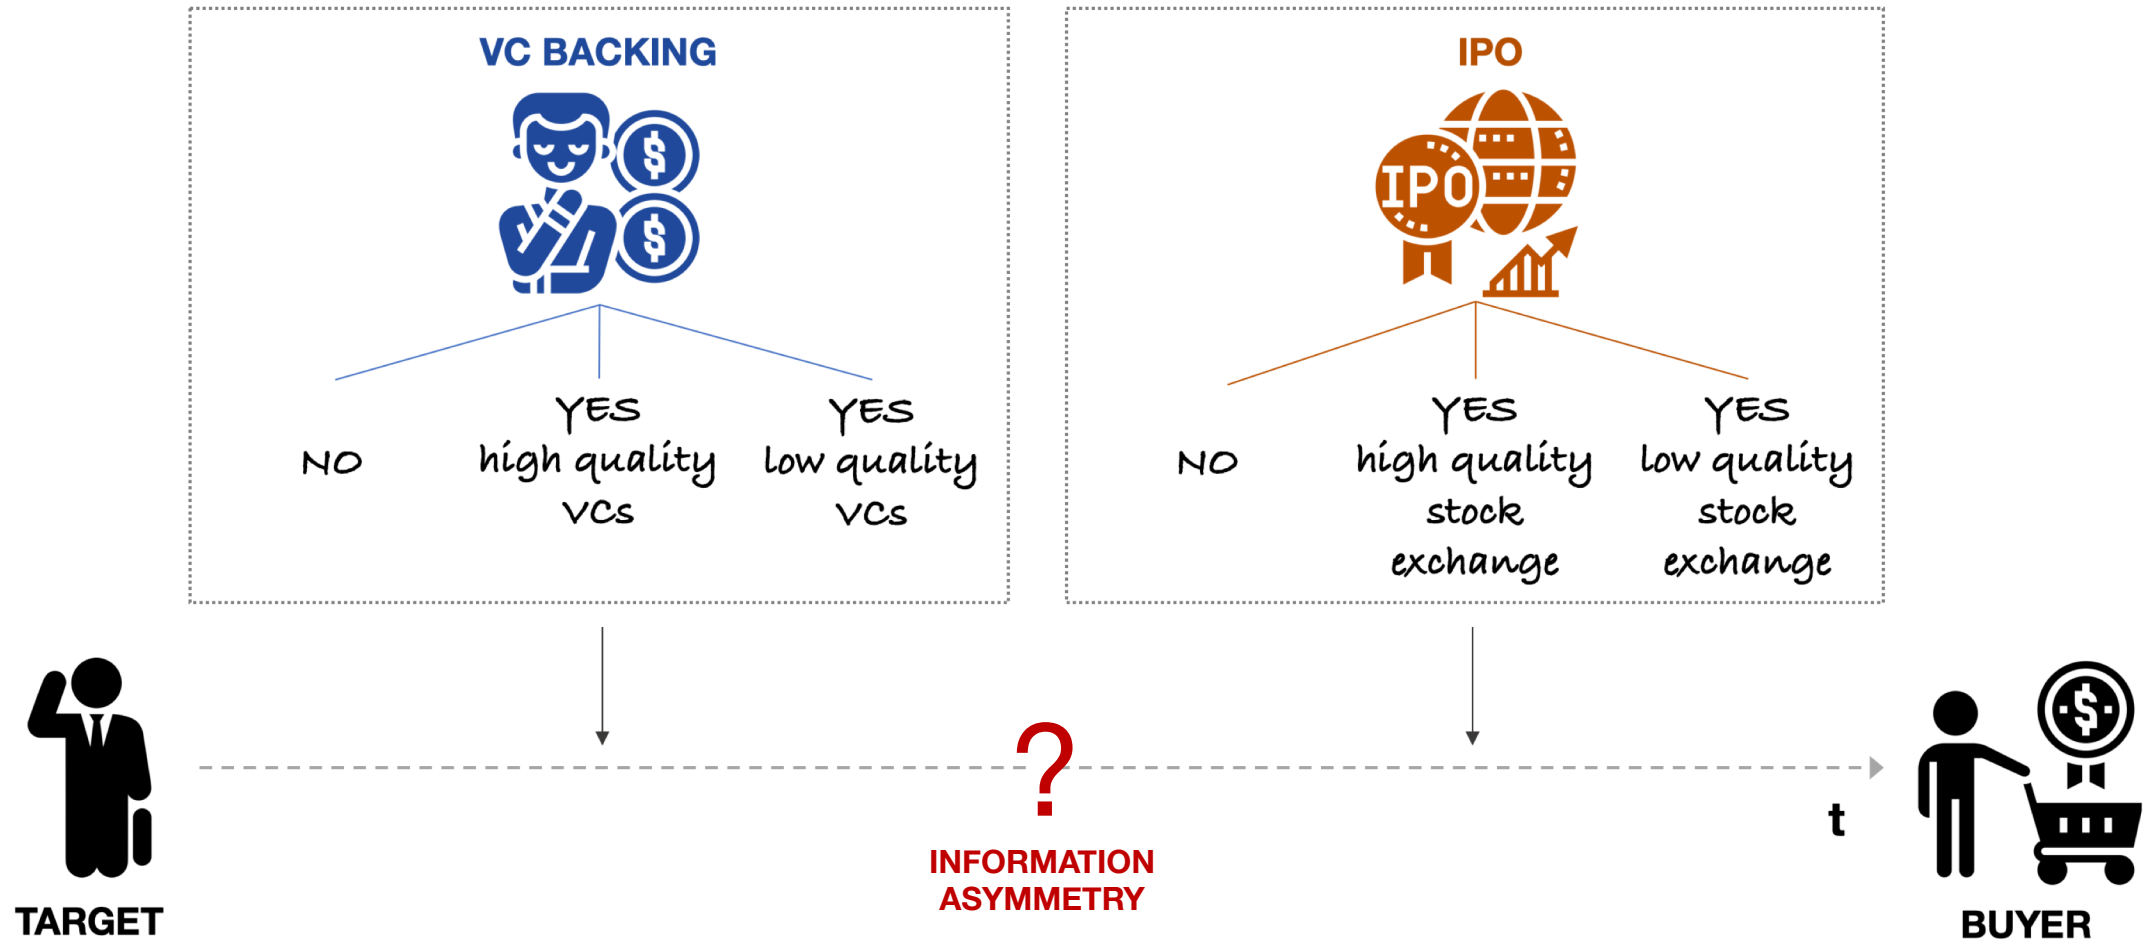 VC BACKING
$
$
NO
YES
high quality
VCs
YES
low quality
VCs
IPO
IPO
NO
YES
high quality
stock
exchange
YES
low quality
stock
exchange
?
INFORMATION
ASYMMETRY
t
TARGET
$
BUYER